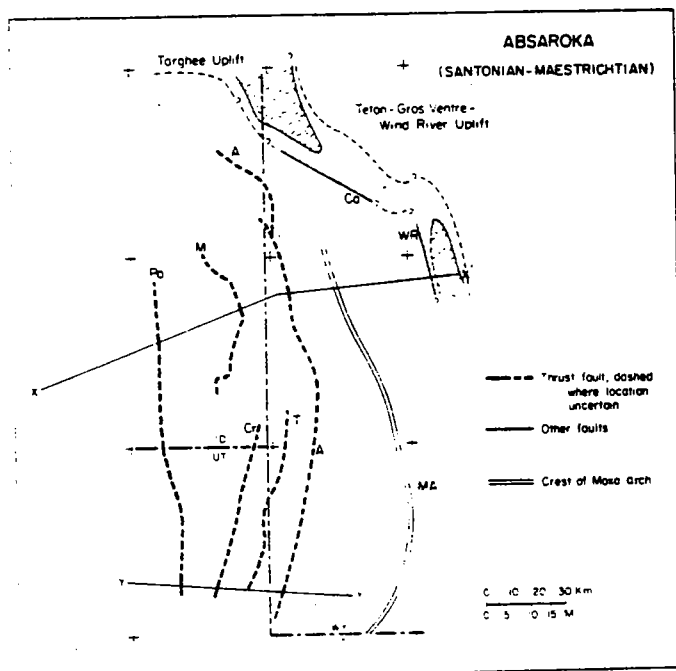 ABSAROKA
(SANTONIAN-MAESTRICHTIAN)
Targhee Uplift
Teton-Gros Ventre-
Wind River Uplift
?
?
A
?
?
Ca
?
WR
M
Pa
X
X
Cr
T
ID
UT
A
MA
Thrust fault, dashed
where location
uncertain
Other faults
Crest of Moxa arch
Y
0 10 20 30 Km
0 5 10 15 M